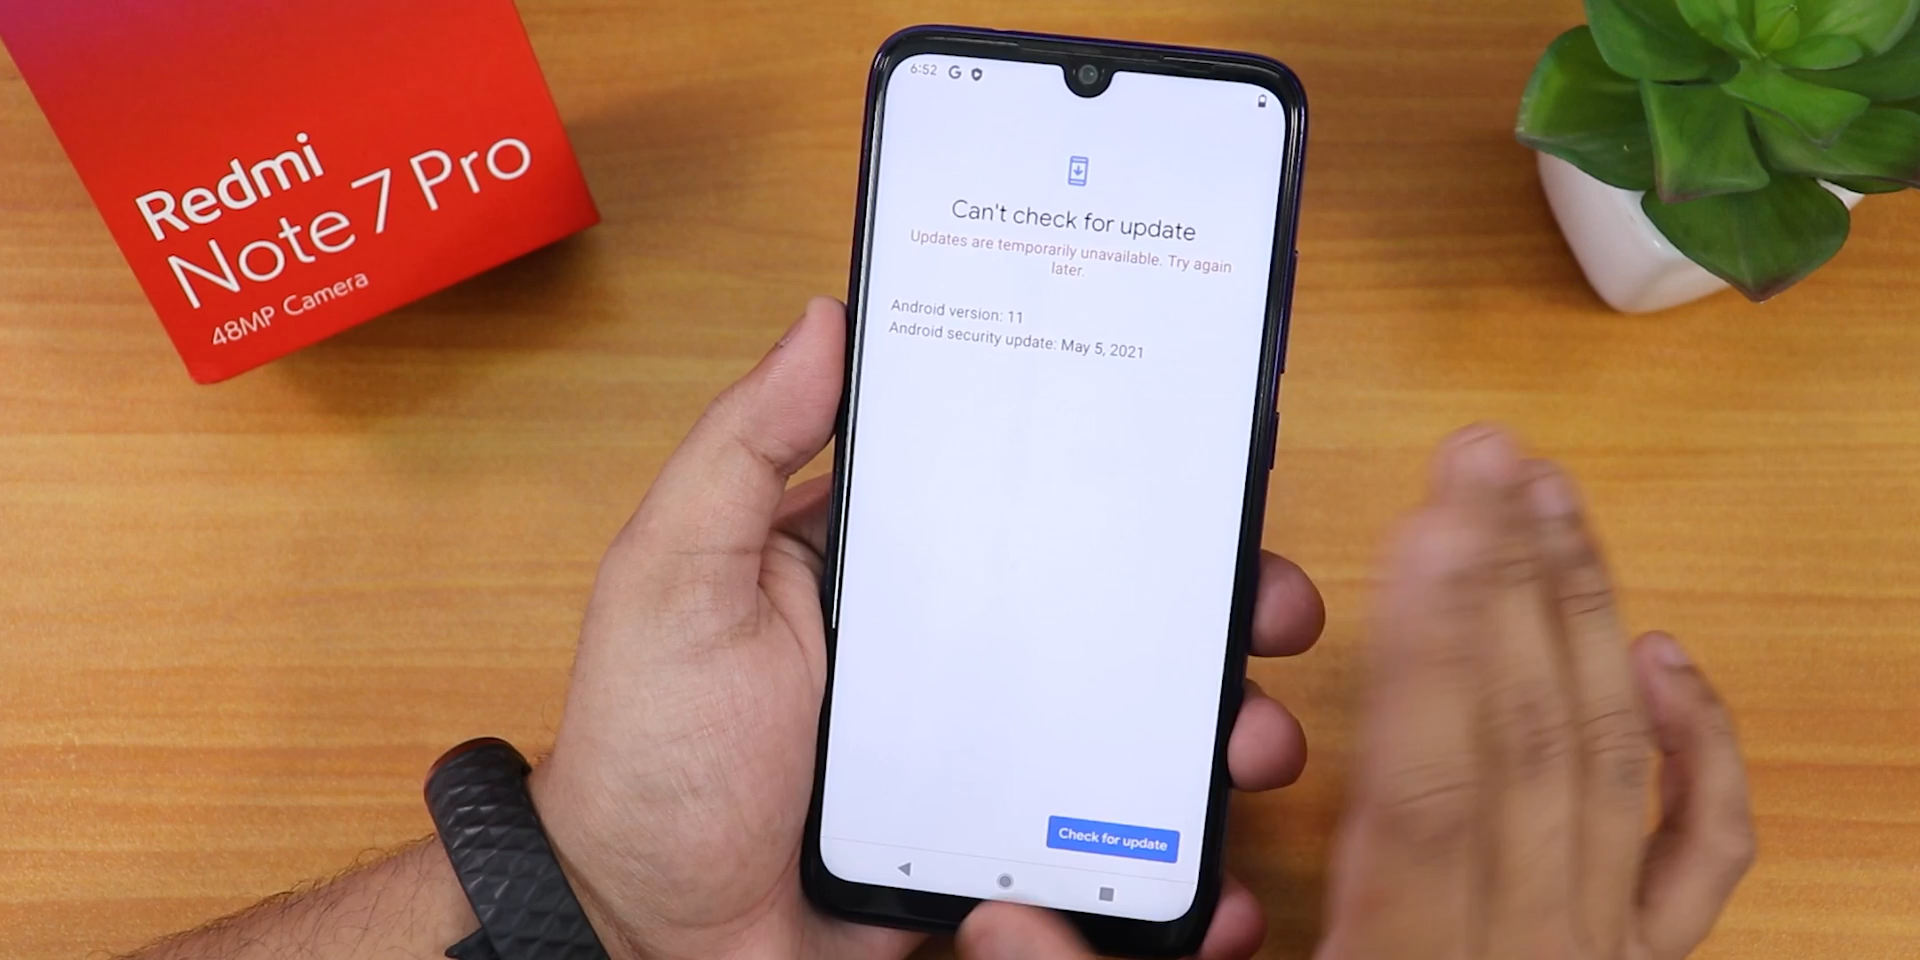 Redmi
Note 7 Pro
48MP Camera
6:52 G
Can't check for update
Updates are temporarily unavailable. Try again
later.
Android version: 11
Android security update: May 5, 2021
Check for update